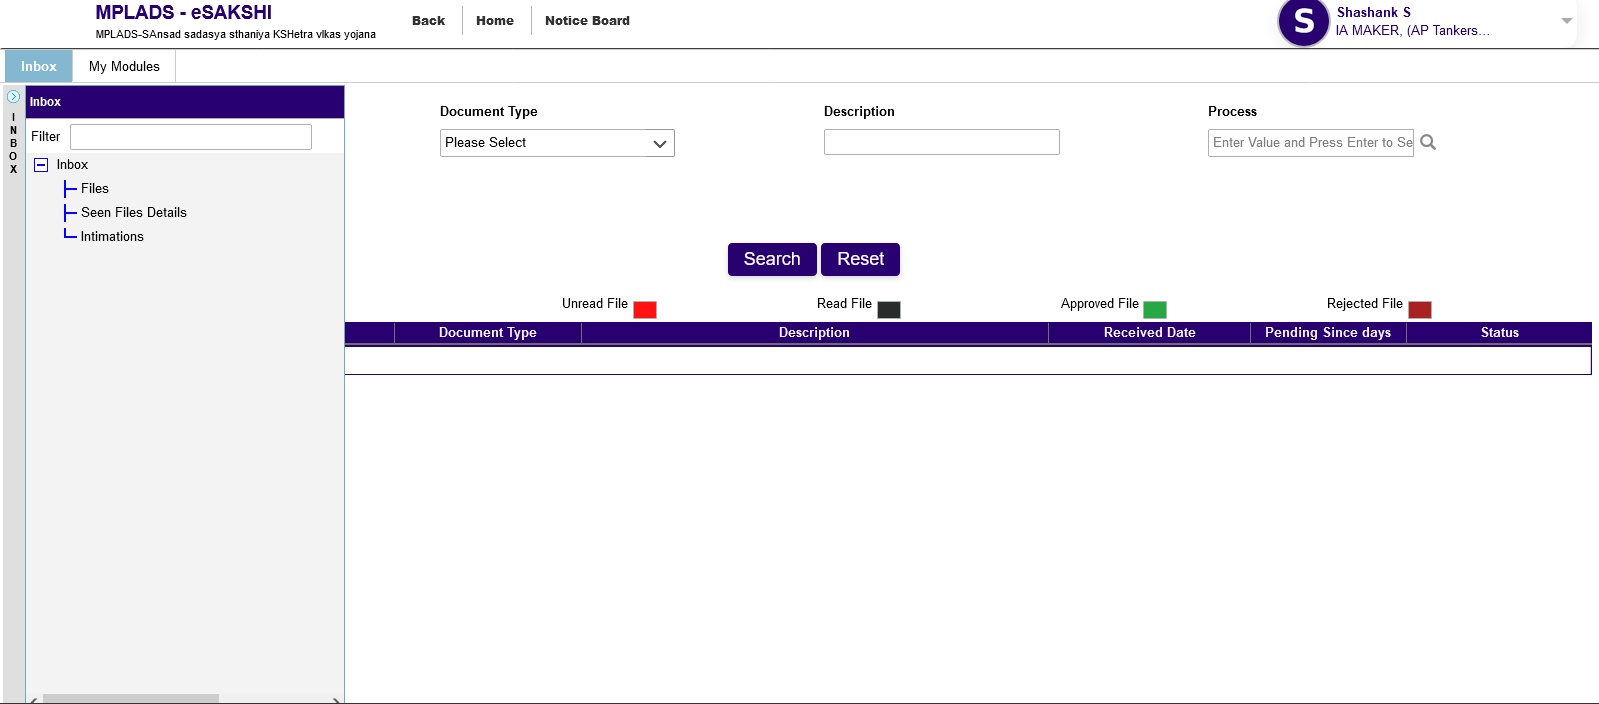 MPLADS - eSAKSHI
MPLADS-SAnsad sadasya sthaniya KSHetra vIkas yojana
Back
Home
Notice Board
S
Shashank S
IA MAKER, (AP Tankers...
Inbox
My Modules
INBOX
Inbox
Filter
Inbox
Files
Seen Files Details
Intimations
Document Type
Please Select
Description
Process
Enter Value and Press Enter to Se
Search
Reset
Unread File
Read File
Approved File
Rejected File
Document Type
Description
Received Date
Pending Since days
Status